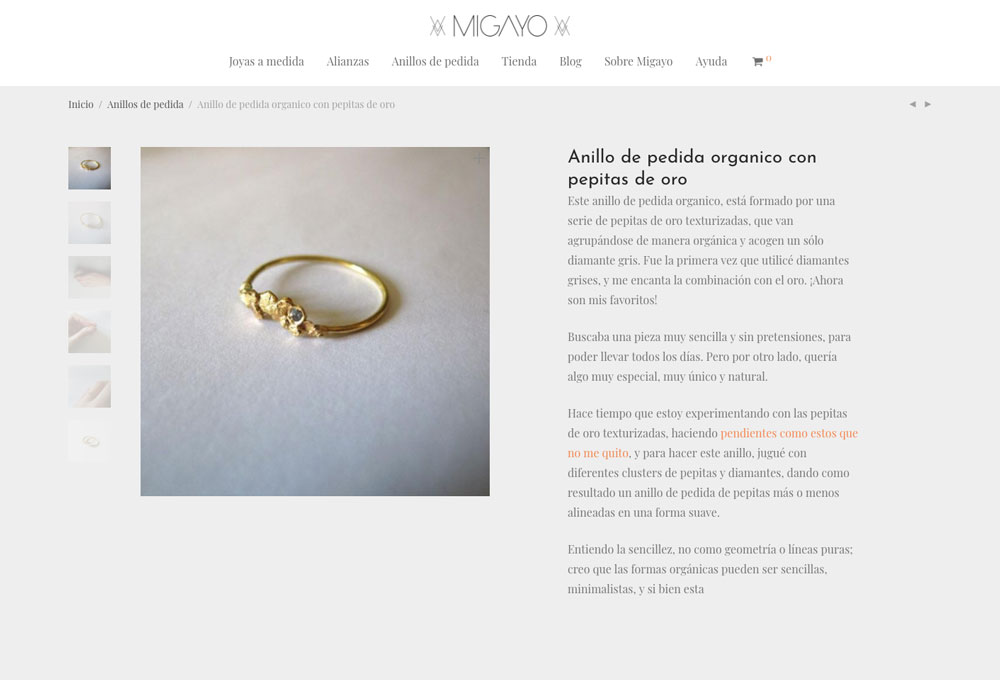 MIGAYO
Joyas a medida Alianzas Anillos de pedida Tienda Blog Sobre Migayo Ayuda 0
Inicio / Anillos de pedida / Anillo de pedida organico con pepitas de oro
Anillo de pedida organico con
pepitas de oro
Este anillo de pedida organico, está formado por una
serie de pepitas de oro texturizadas, que van
agrupándose de manera orgánica y acogen un sólo
diamante gris. Fue la primera vez que utilicé diamantes
grises, y me encanta la combinación con el oro. ¡Ahora
son mis favoritos!
Buscaba una pieza muy sencilla y sin pretensiones, para
poder llevar todos los días. Pero por otro lado, quería
algo muy especial, muy único y natural.
Hace tiempo que estoy experimentando con las pepitas
de oro texturizadas, haciendo pendientes como estos que
no me quito, y para hacer este anillo, jugué con
diferentes clusters de pepitas y diamantes, dando como
resultado un anillo de pedida de pepitas más o menos
alineadas en una forma suave.
Entiendo la sencillez, no como geometría o líneas puras;
creo que las formas orgánicas pueden ser sencillas,
minimalistas, y si bien esta